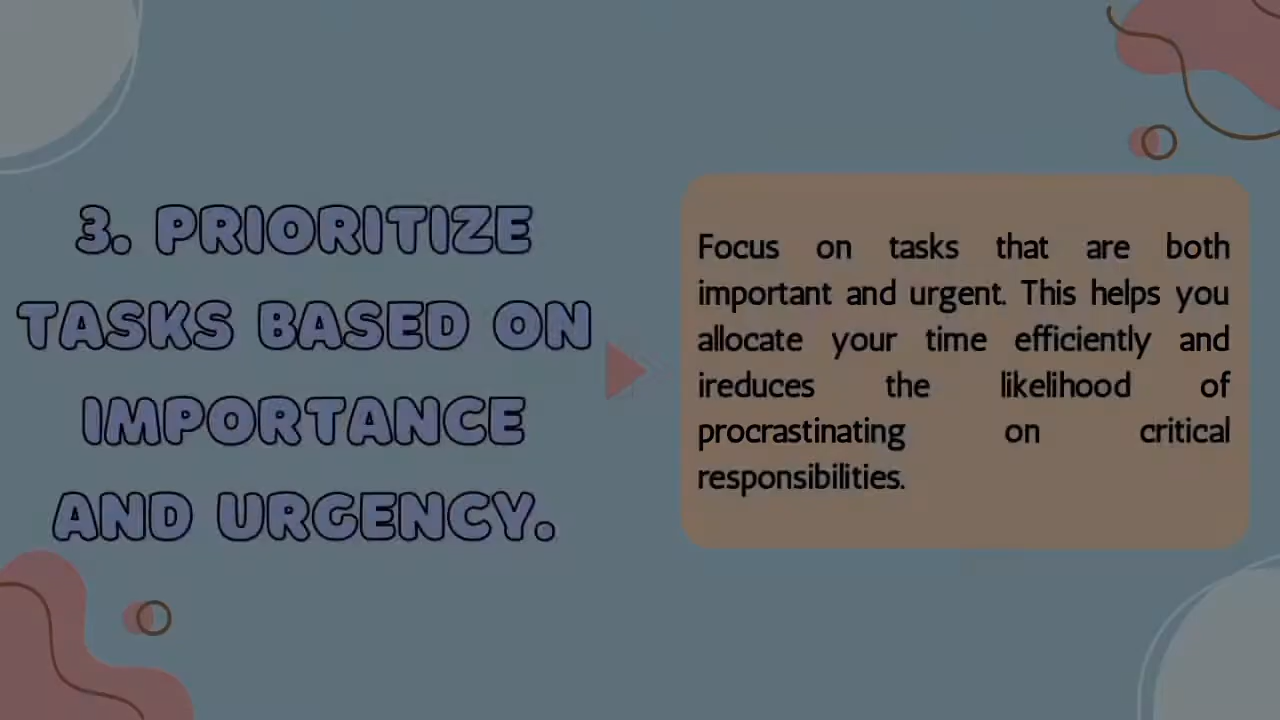 3. PRIORITIZE
TASKS BASED ON
IMPORTANCE
AND URGENCY.
Focus on tasks that are both
important and urgent. This helps you
allocate your time efficiently and
ireduces the likelihood of
procrastinating on critical
responsibilities.